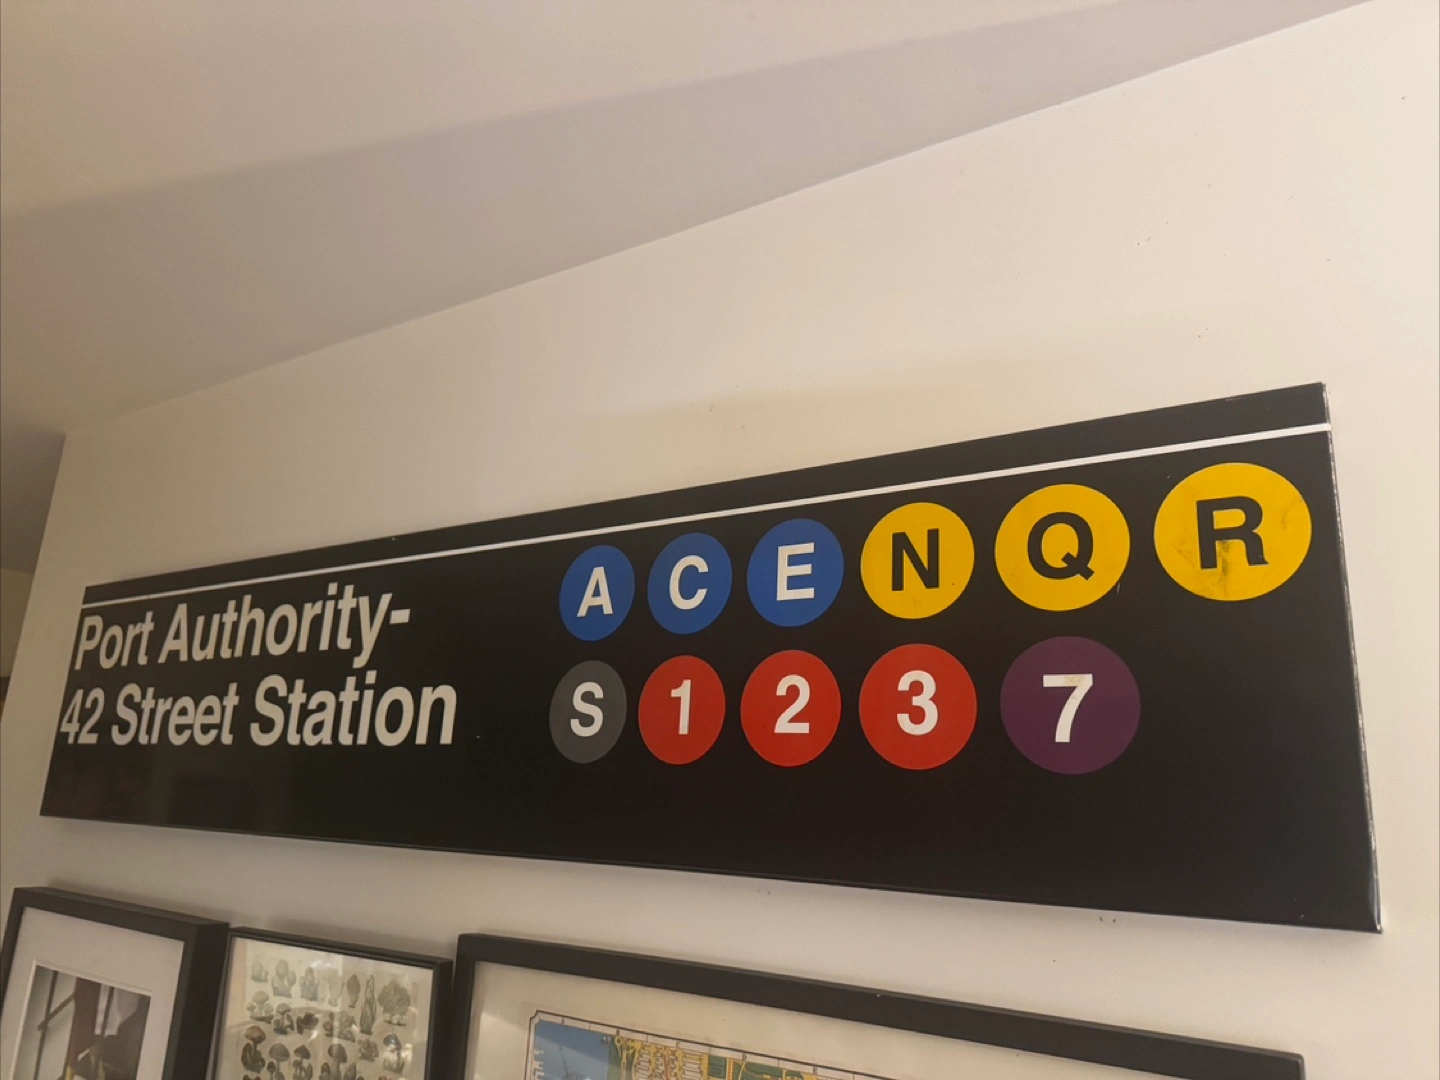 Port Authority-
42 Street Station
A C E N Q R
S 1 2 3 7